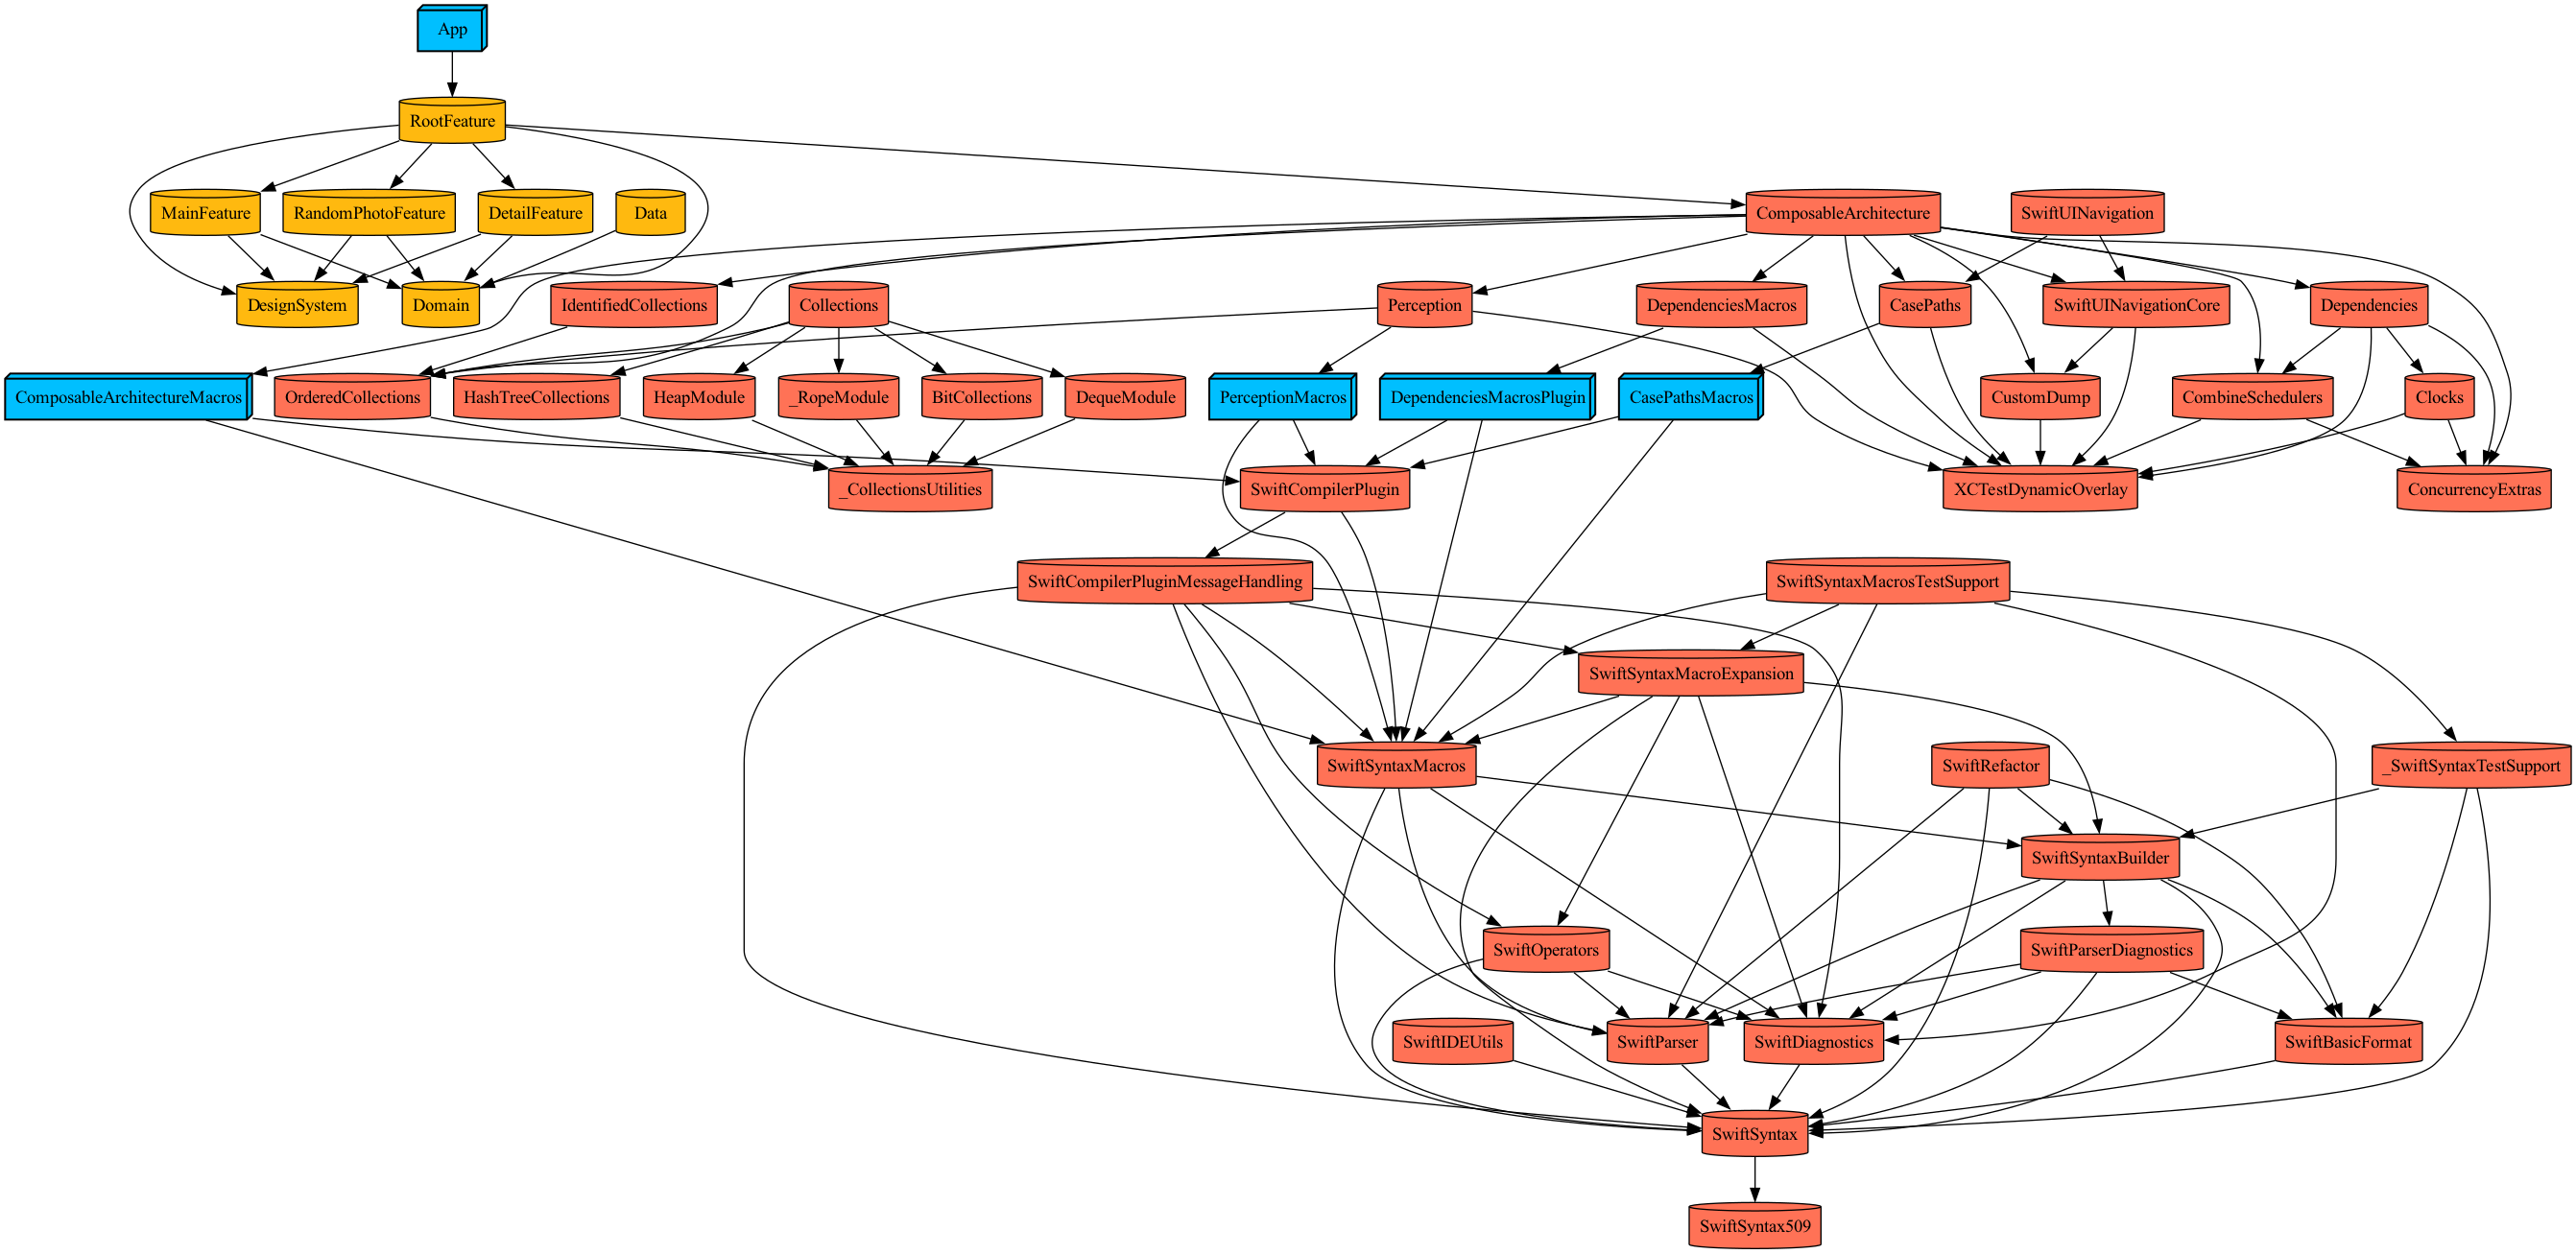 App
RootFeature
MainFeature
RandomPhotoFeature
DetailFeature
Data
ComposableArchitecture
SwiftUINavigation
DesignSystem
Domain
IdentifiedCollections
Collections
Perception
DependenciesMacros
CasePaths
SwiftUINavigationCore
Dependencies
ComposableArchitectureMacros
OrderedCollections
HashTreeCollections
HeapModule
_RopeModule
BitCollections
DequeModule
PerceptionMacros
DependenciesMacrosPlugin
CasePathsMacros
CustomDump
CombineSchedulers
Clocks
_CollectionsUtilities
SwiftCompilerPlugin
XCTestDynamicOverlay
ConcurrencyExtras
SwiftCompilerPluginMessageHandling
SwiftSyntaxMacrosTestSupport
SwiftSyntaxMacroExpansion
SwiftSyntaxMacros
SwiftRefactor
_SwiftSyntaxTestSupport
SwiftSyntaxBuilder
SwiftOperators
SwiftParserDiagnostics
SwiftIDEUtils
SwiftParser
SwiftDiagnostics
SwiftBasicFormat
SwiftSyntax
SwiftSyntax509